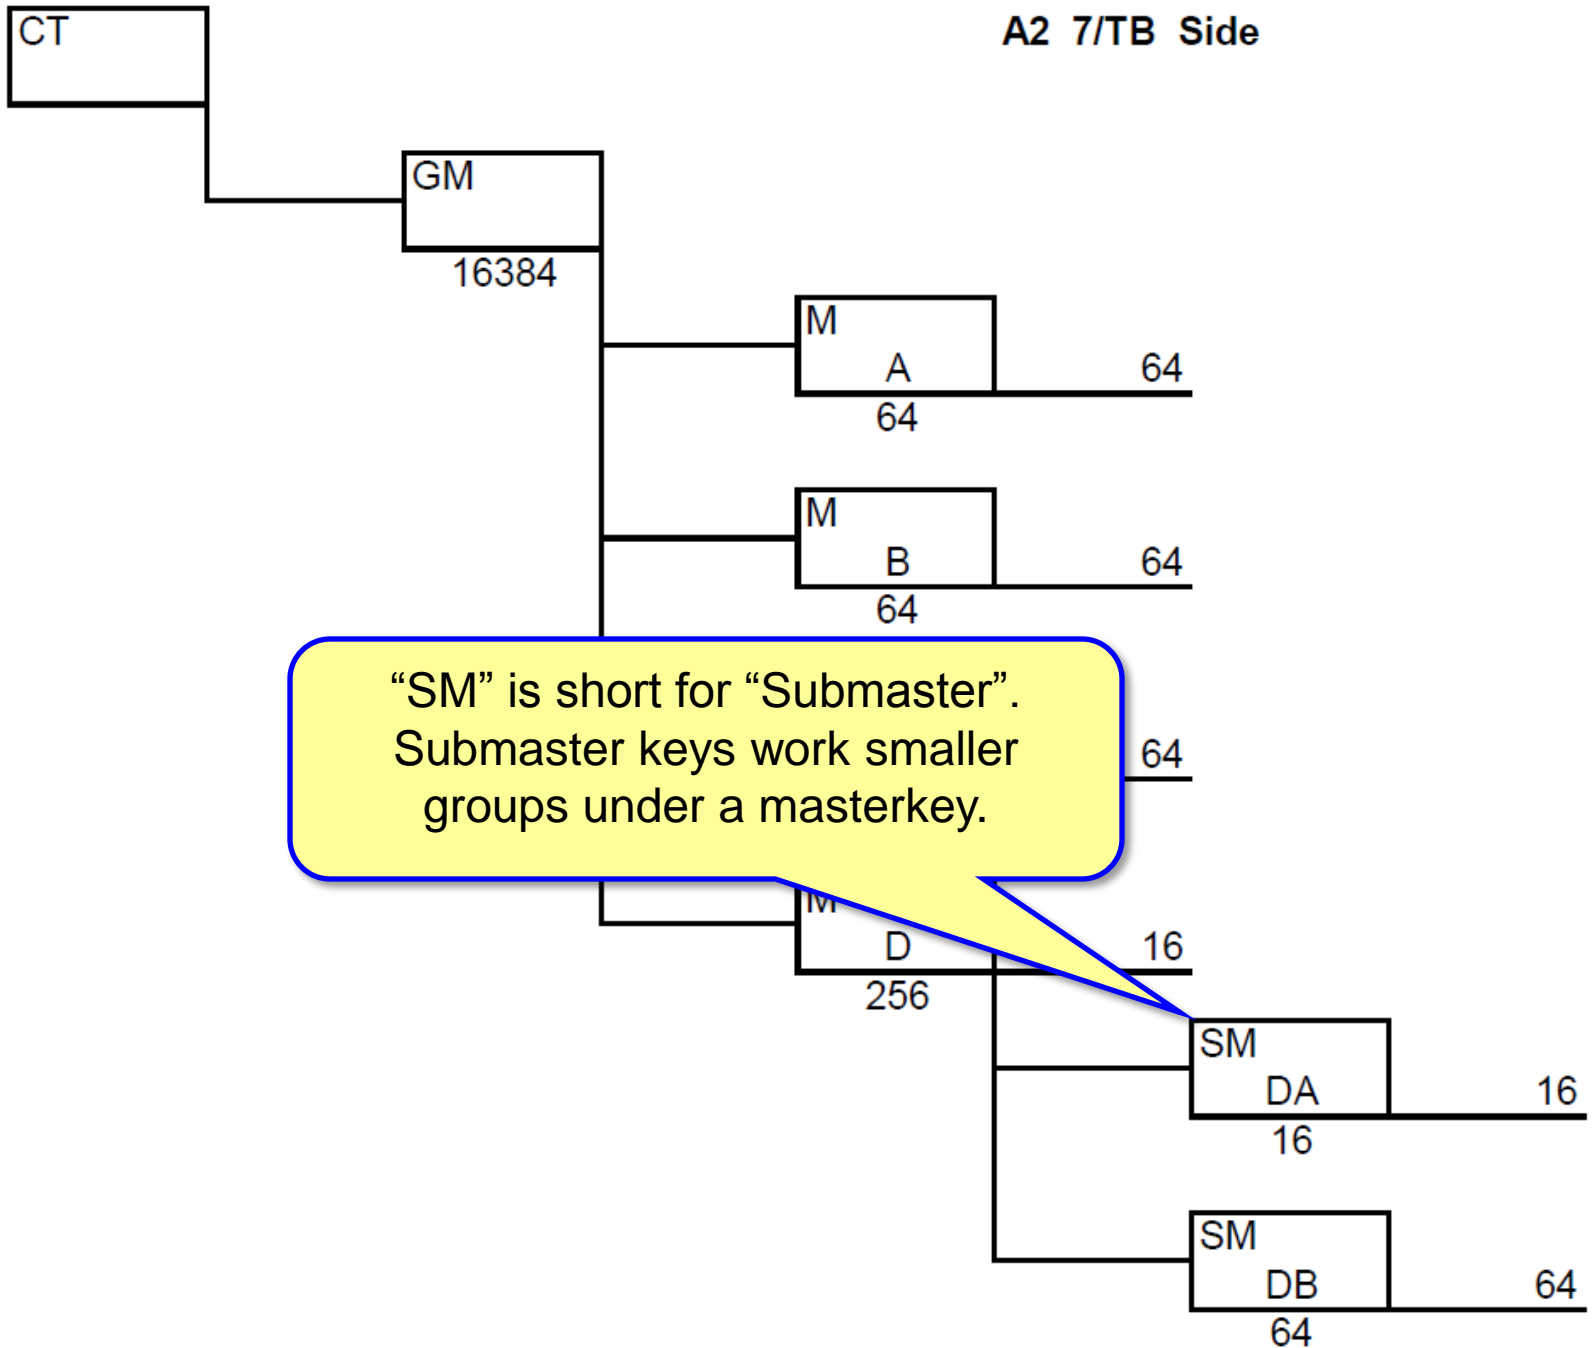 CT
A2 7/TB Side
GM
16384
M
A
64
64
M
B
64
64
“SM” is short for “Submaster”.
Submaster keys work smaller
groups under a masterkey.
64
M
D
16
256
SM
DA
16
16
SM
DB
64
64